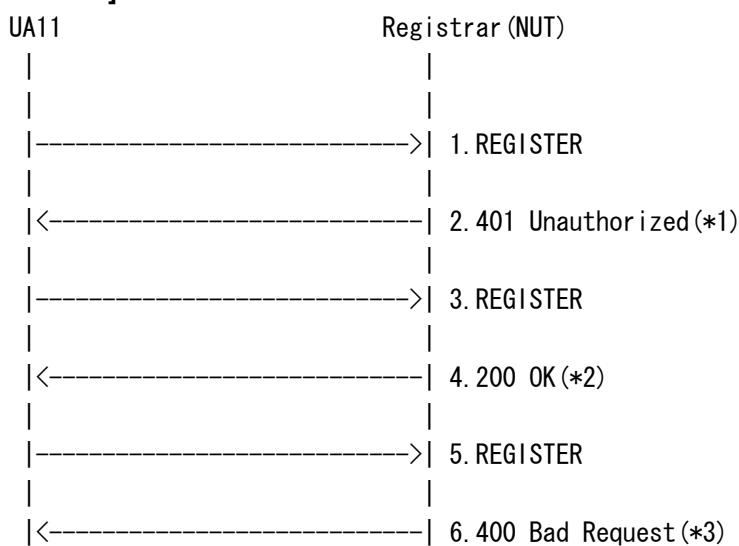 ]
UA11 Registrar(NUT)
| |
| |
|---------------------------->| 1.REGISTER
| |
|<----------------------------| 2.401 Unauthorized(*1)
| |
|---------------------------->| 3.REGISTER
| |
|<----------------------------| 4.200 OK(*2)
| |
|---------------------------->| 5.REGISTER
| |
|<----------------------------| 6.400 Bad Request(*3)